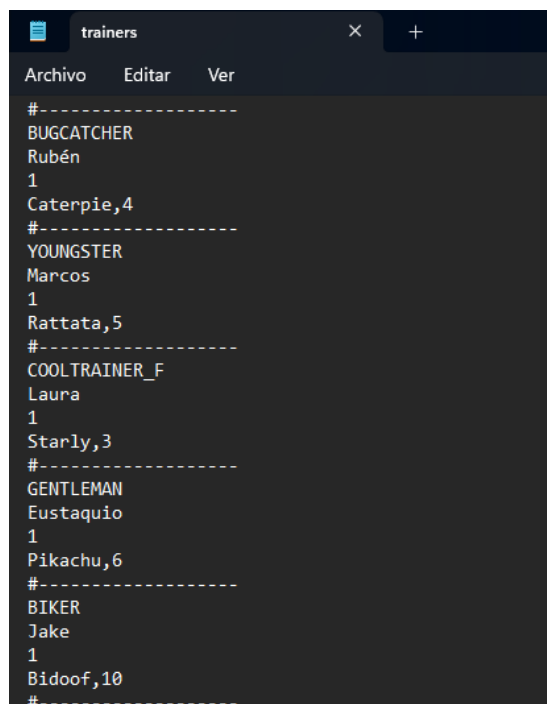 trainers
Archivo Editar Ver
#-------------------
BUGCATCHER
Rubén
1
Caterpie,4
#-------------------
YOUNGSTER
Marcos
1
Rattata,5
#-------------------
COOLTRAINER_F
Laura
1
Starly,3
#-------------------
GENTLEMAN
Eustaquio
1
Pikachu,6
#-------------------
BIKER
Jake
1
Bidoof,10
#-------------------